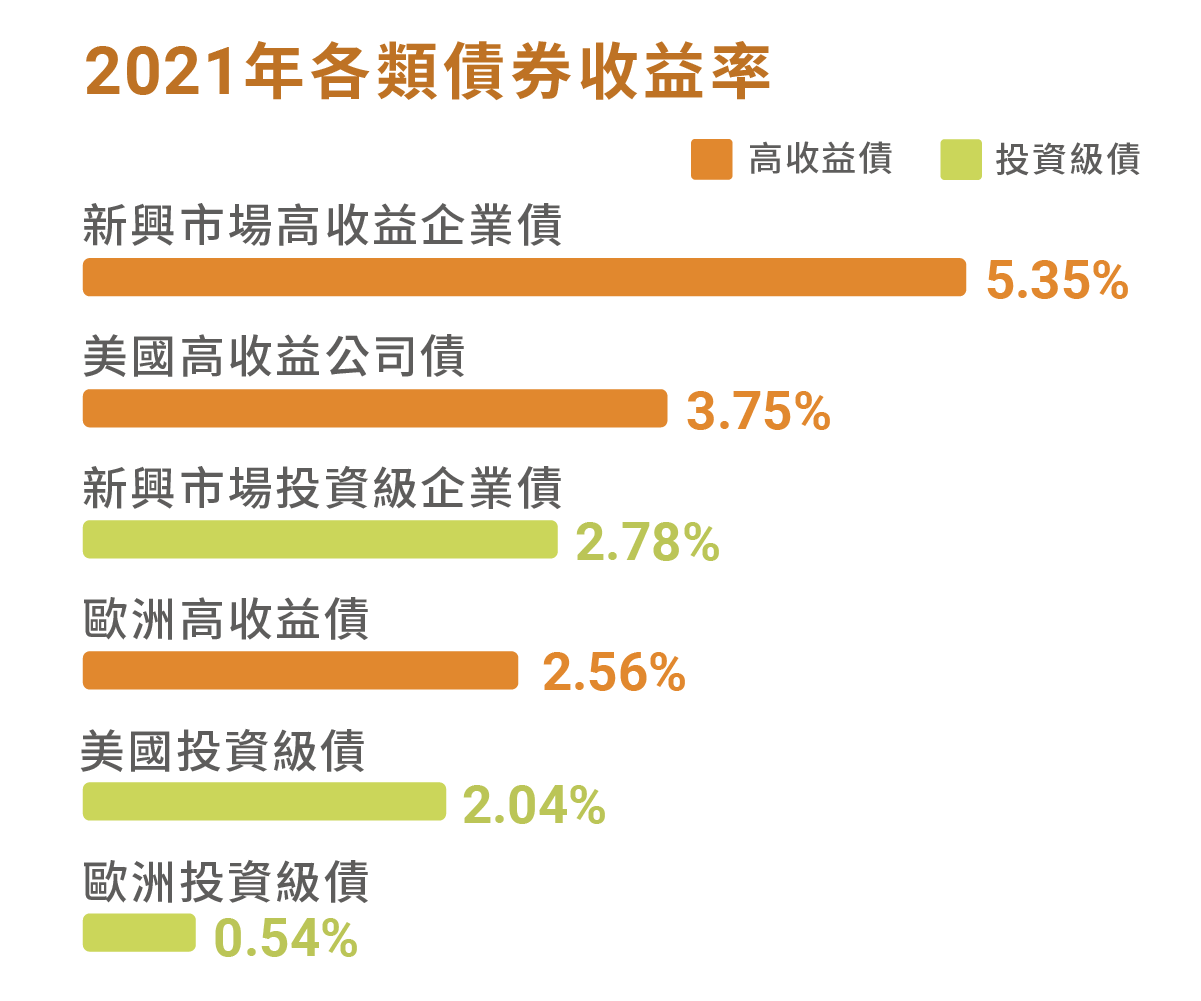 2021年各類債券收益率
高收益債 投資級債
新興市場高收益企業債
5.35%
美國高收益公司債
3.75%
新興市場投資級企業債
2.78%
歐洲高收益債
2.56%
美國投資級債
2.04%
歐洲投資級債
0.54%